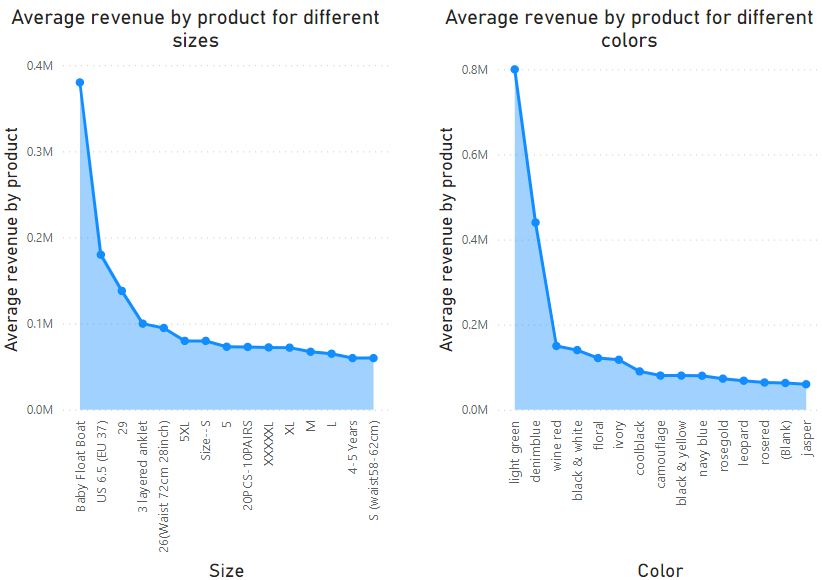 Average revenue by product for different
sizes
Average revenue by product
0.4M
0.3M
0.2M
0.1M
0.0M
Baby Float Boat
US 6.5 (EU 37)
29
3 layered anklet
26(Waist 72cm 28inch)
5XL
Size--S
5
20PCS-10PAIRS
XXXXXL
XL
M
L
4-5 Years
S (waist58-62cm)
Size
Average revenue by product for different
colors
Average revenue by product
0.8M
0.6M
0.4M
0.2M
0.0M
light green
denimblue
wine red
black & white
floral
ivory
coolblack
camouflage
black & yellow
navy blue
rosegold
leopard
rosered
(Blank)
jasper
Color